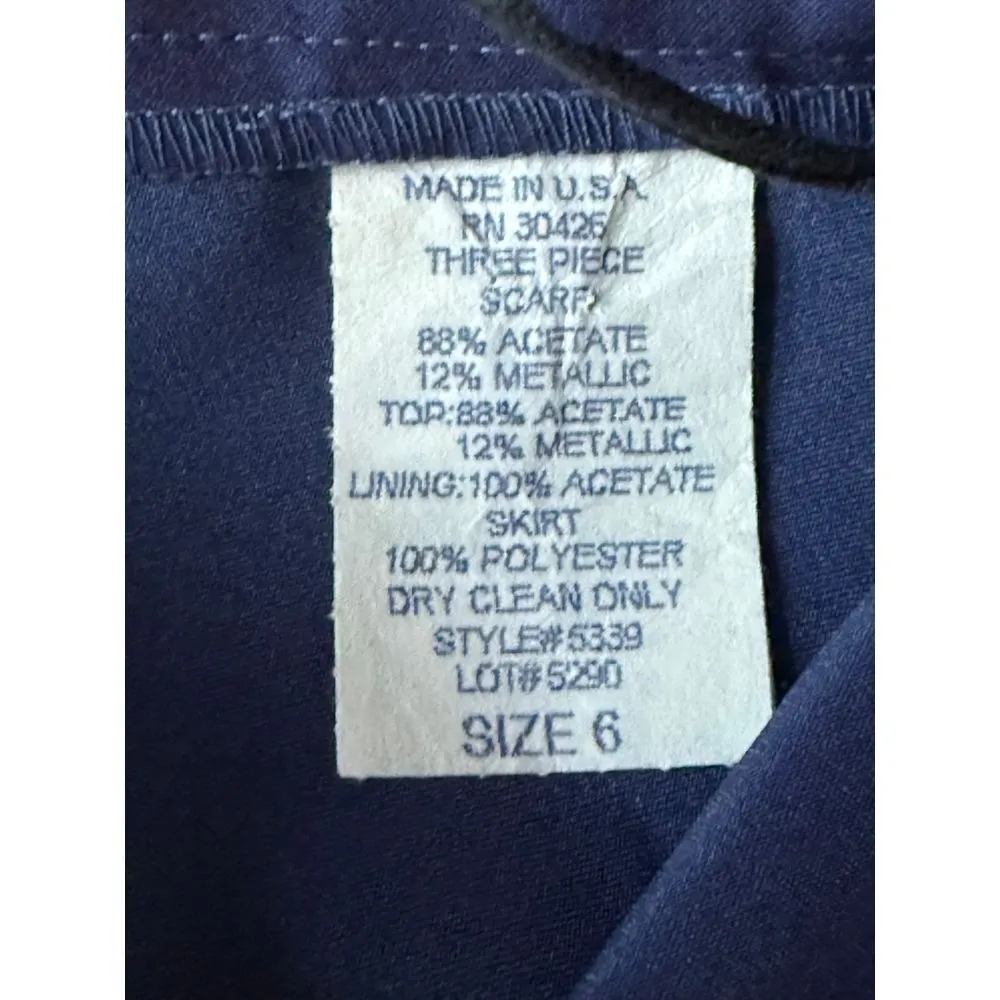 MADE IN U.S.A.
RN 30426
THREE PIECE
SCARF
88% ACETATE
12% METALLIC
TOP:88% ACETATE
12% METALLIC
LINING:100% ACETATE
SKIRT
100% POLYESTER
DRY CLEAN ONLY
STYLE#5339
LOT#5290
SIZE 6